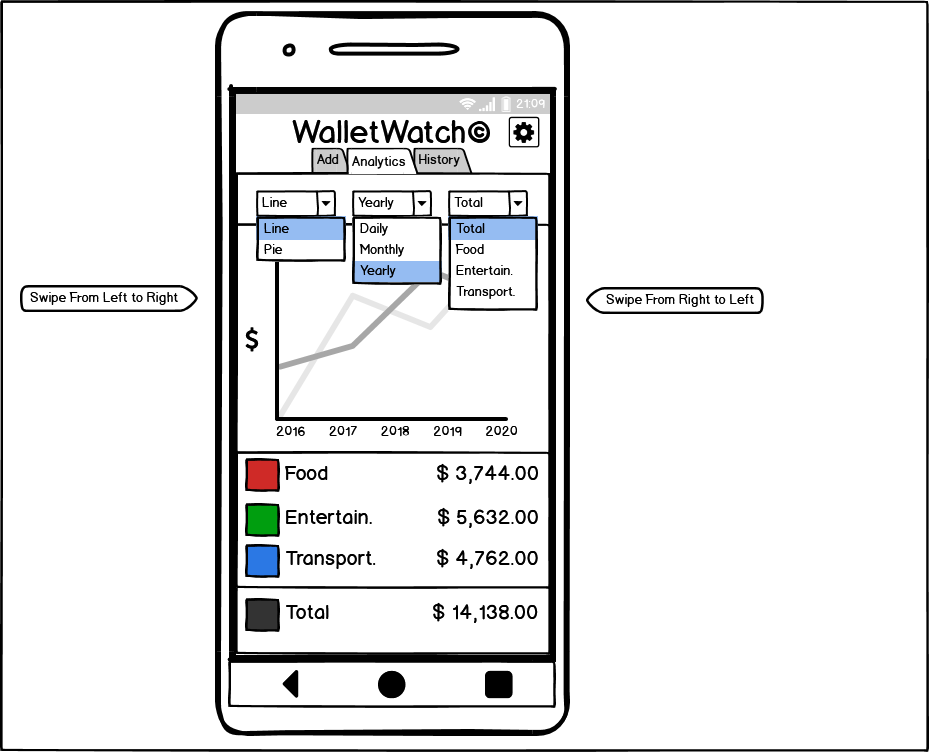 21:09
WalletWatch©
Add Analytics History
Line Yearly Total
Line Daily Total
Pie Monthly Food
Yearly Entertain.
Transport.
Swipe From Left to Right
Swipe From Right to Left
$
2016 2017 2018 2019 2020
Food $ 3,744.00
Entertain. $ 5,632.00
Transport. $ 4,762.00
Total $ 14,138.00